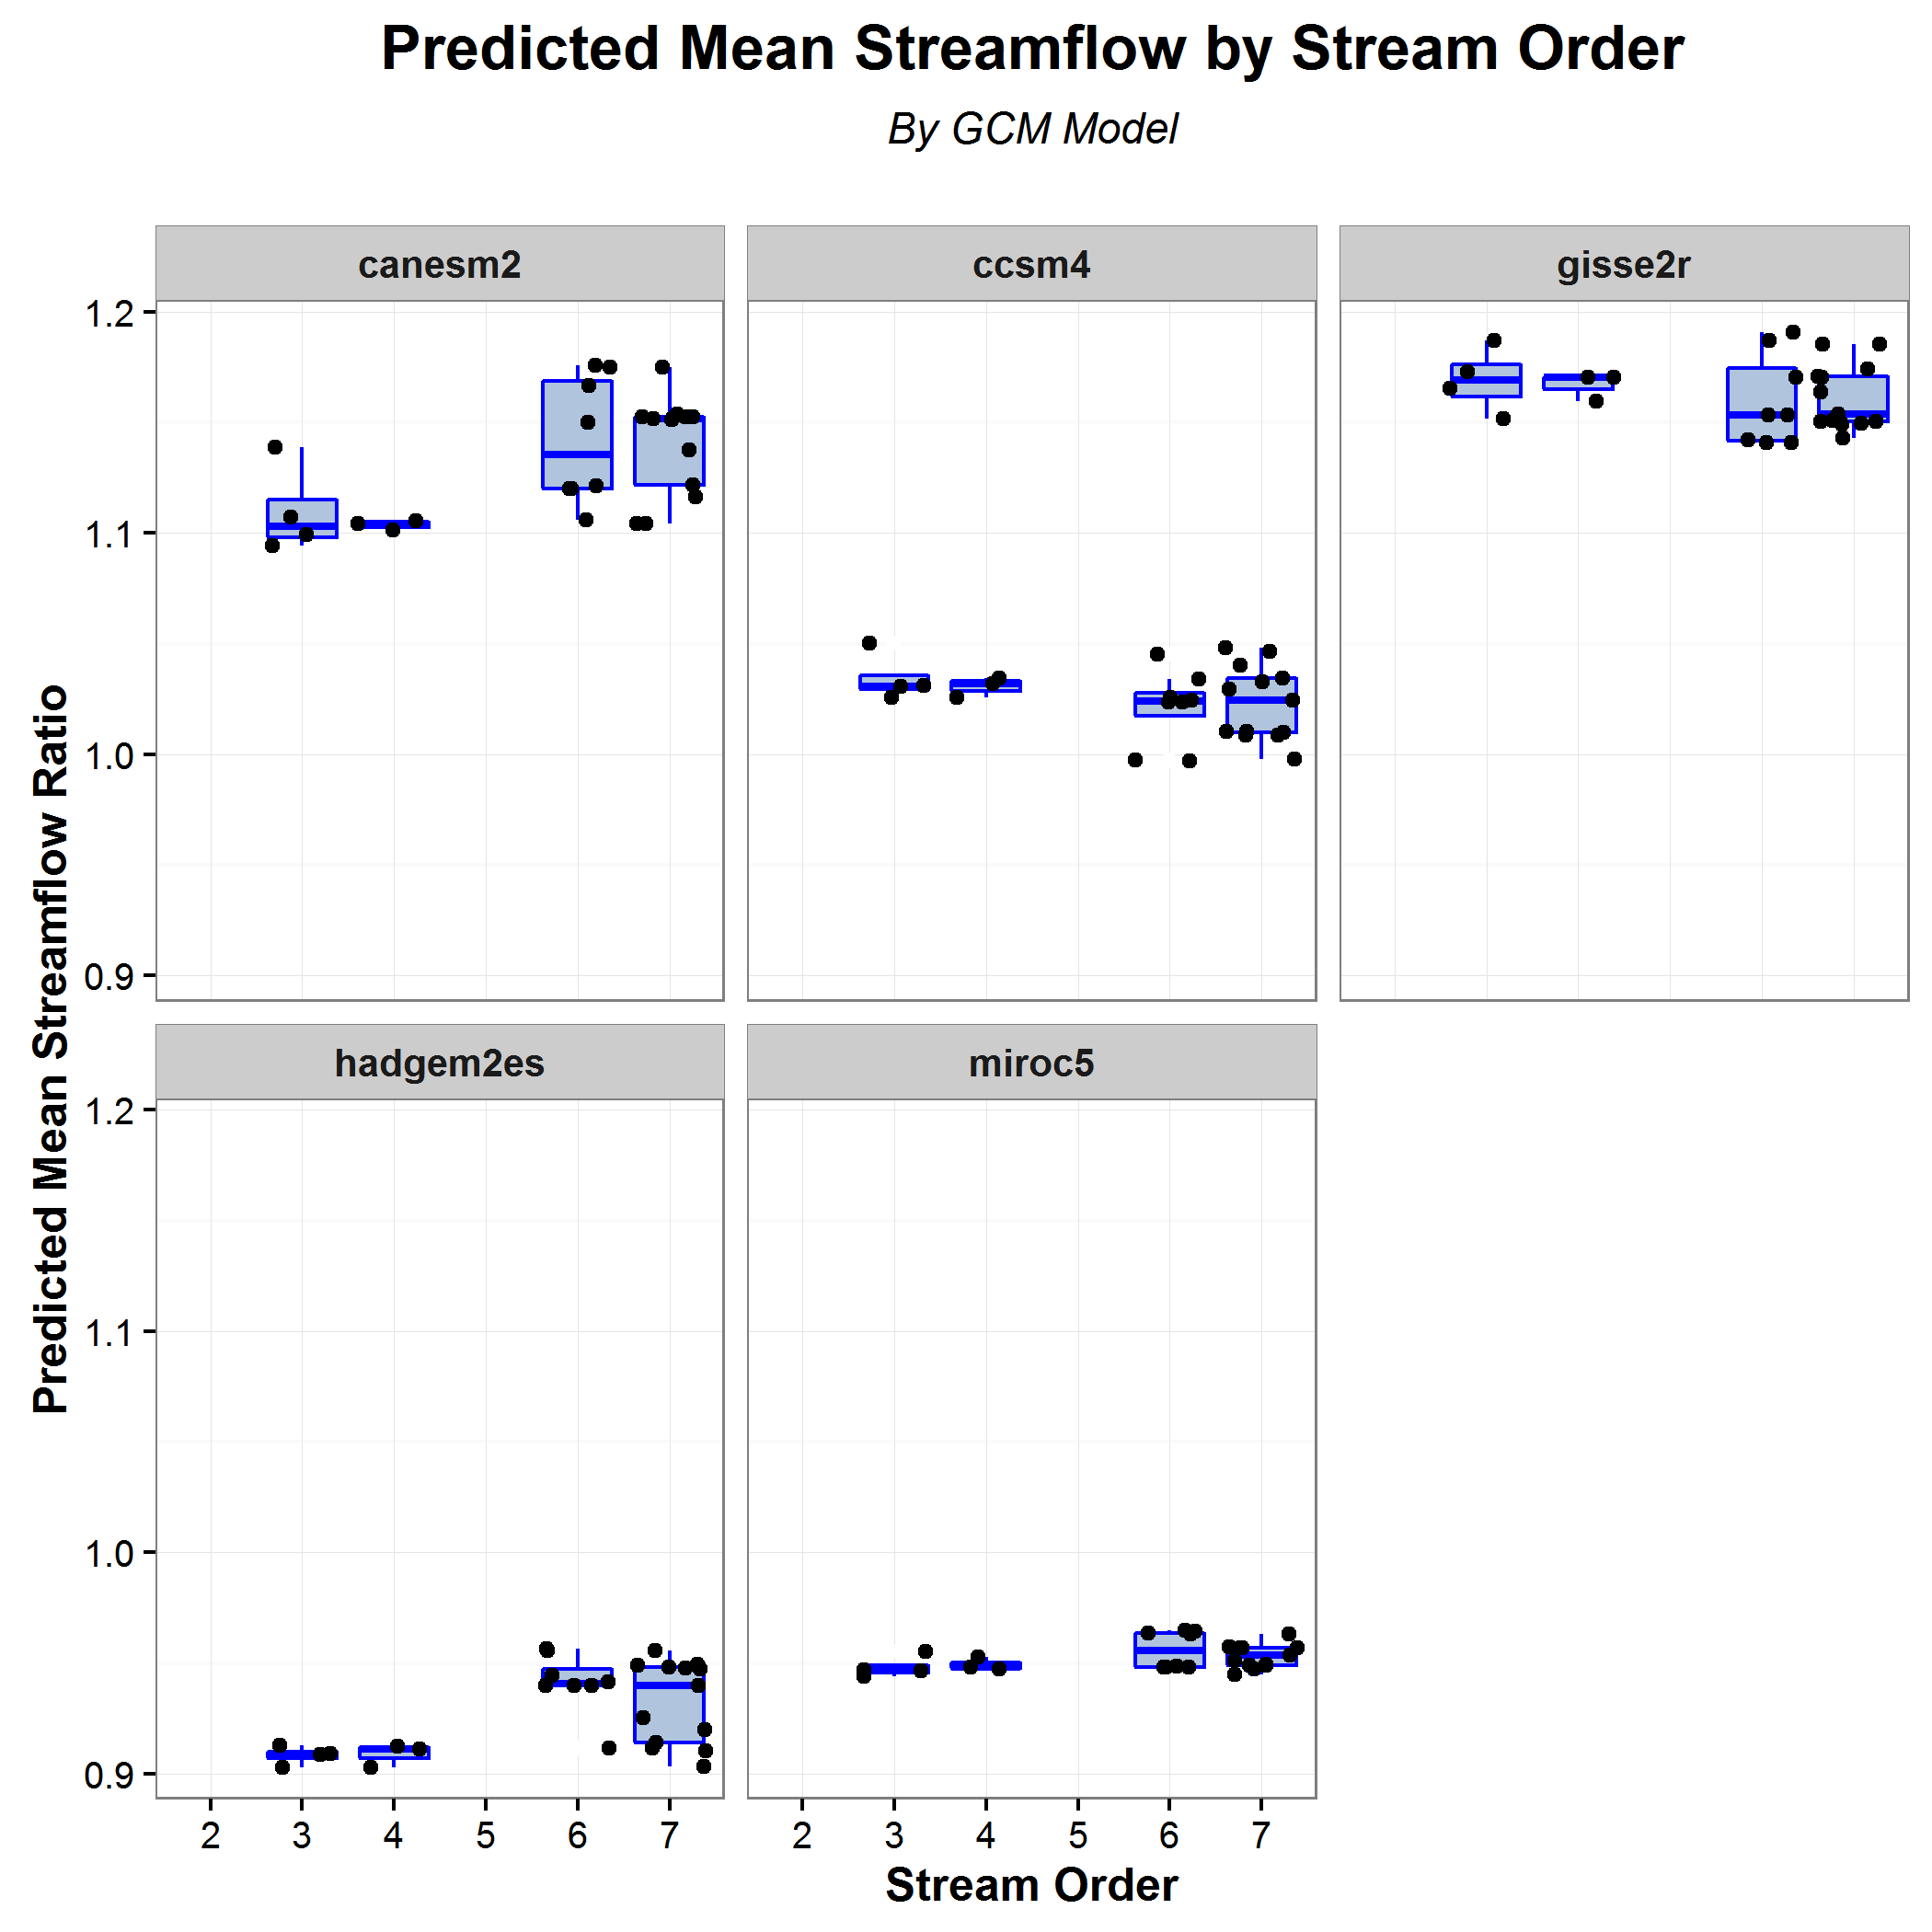 Predicted Mean Streamflow by Stream Order
By GCM Model
canesm2
ccsm4
gisse2r
1.2
1.1
1.0
0.9
Predicted Mean Streamflow Ratio
hadgem2es
miroc5
1.2
1.1
1.0
0.9
2 3 4 5 6 7
2 3 4 5 6 7
Stream Order